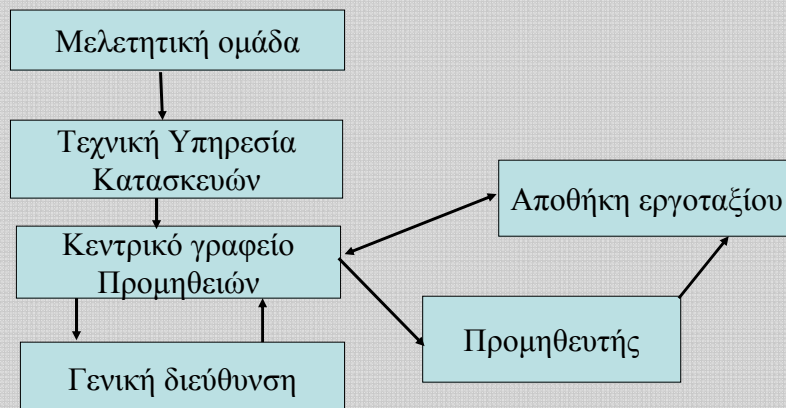 Μελετητική ομάδα
Τεχνική Υπηρεσία
Κατασκευών
Κεντρικό γραφείο
Προμηθειών
Γενική διεύθυνση
Αποθήκη εργοταξίου
Προμηθευτής